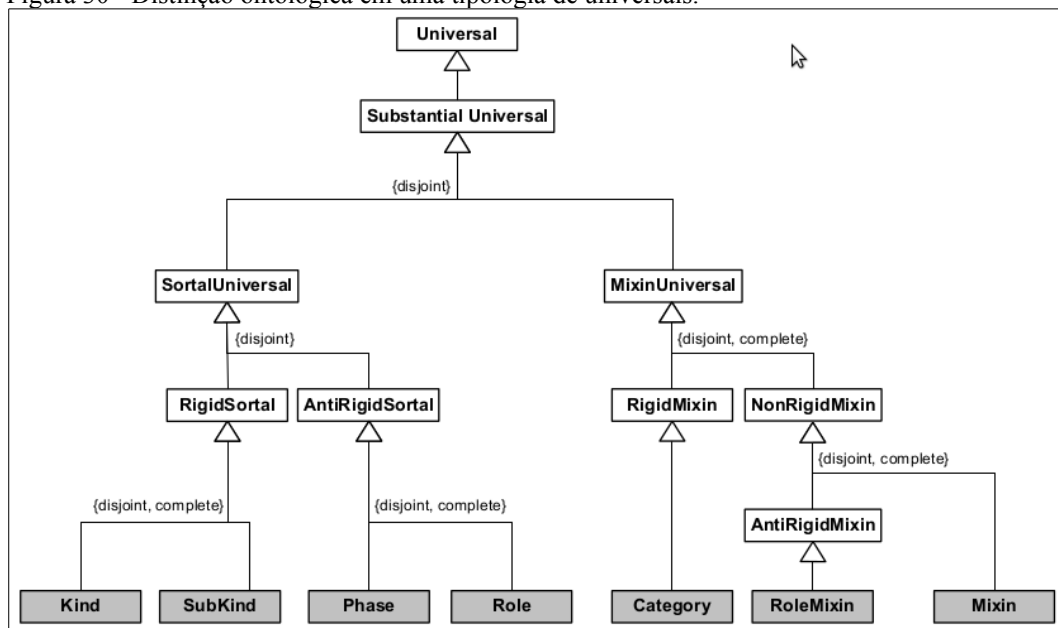 Figura 30 - Distinção ontológica em uma tipologia de universais.
Universal
Substantial Universal
{disjoint}
SortalUniversal
MixinUniversal
{disjoint}
{disjoint, complete}
RigidSortal
AntiRigidSortal
RigidMixin
NonRigidMixin
{disjoint, complete}
{disjoint, complete}
{disjoint, complete}
AntiRigidMixin
Kind
SubKind
Phase
Role
Category
RoleMixin
Mixin